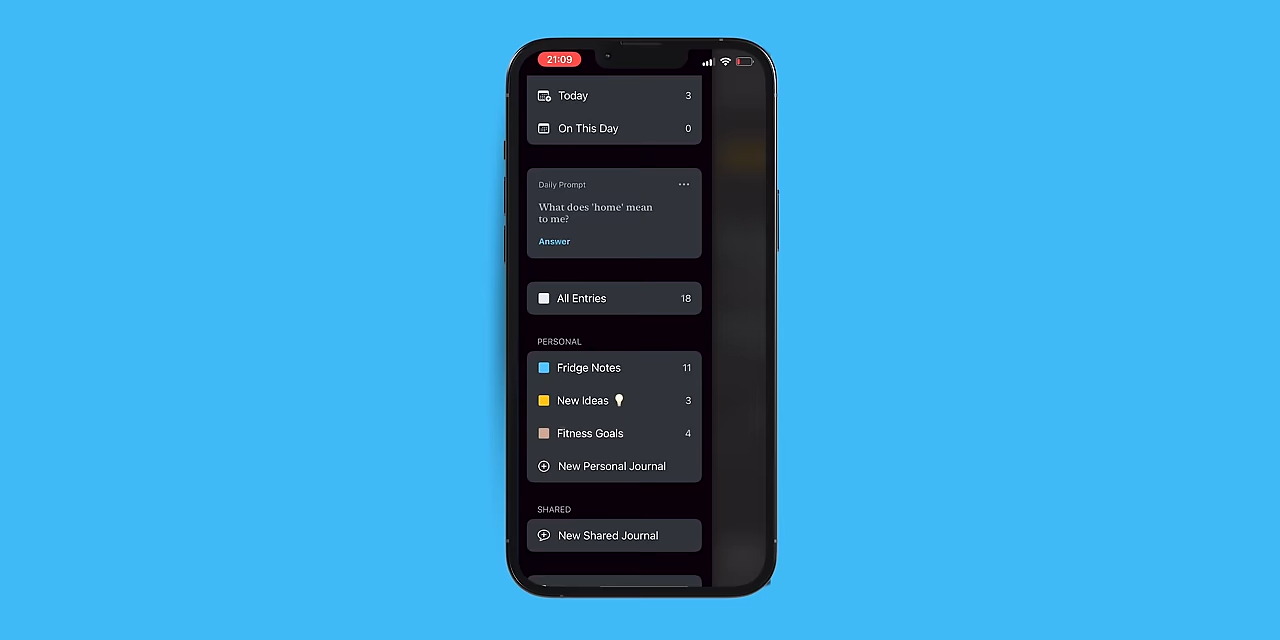 21:09
Today 3
On This Day 0
Daily Prompt
What does 'home' mean
to me?
Answer
All Entries 18
PERSONAL
Fridge Notes 11
New Ideas 3
Fitness Goals 4
New Personal Journal
SHARED
New Shared Journal